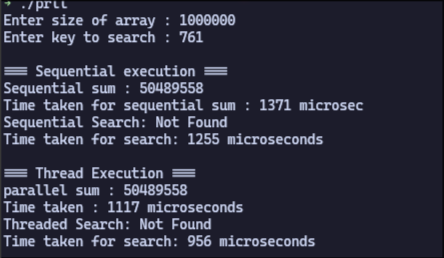 → ./prll
Enter size of array : 1000000
Enter key to search : 761
=== Sequential execution ===
Sequential sum : 50489558
Time taken for sequential sum : 1371 microsec
Sequential Search: Not Found
Time taken for search: 1255 microseconds
=== Thread Execution ===
parallel sum : 50489558
Time taken : 1117 microseconds
Threaded Search: Not Found
Time taken for search: 956 microseconds